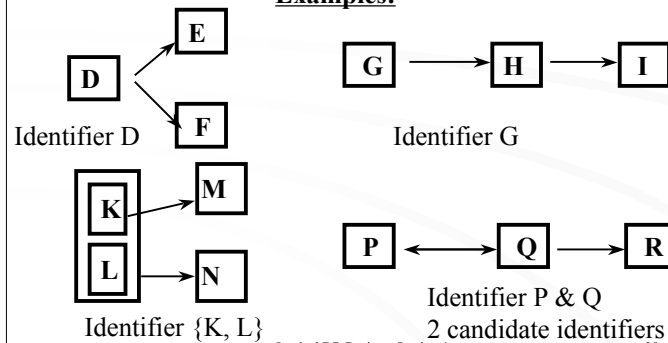 Examples:
E
D
F
Identifier D
G H I
Identifier G
K
L
M
N
Identifier {K, L}
P Q R
Identifier P & Q
2 candidate identifiers